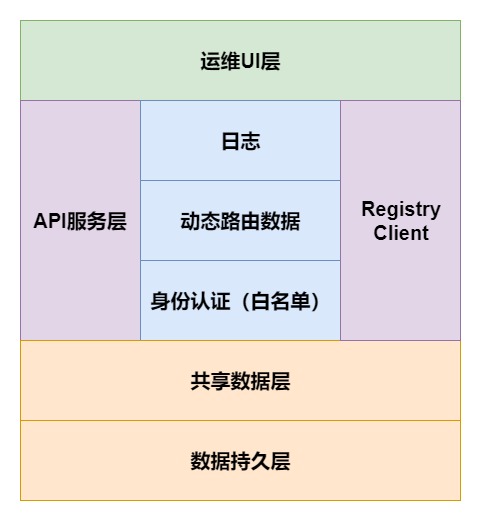 运维UI层
日志
API服务层
动态路由数据
Registry
Client
身份认证（白名单）
共享数据层
数据持久层